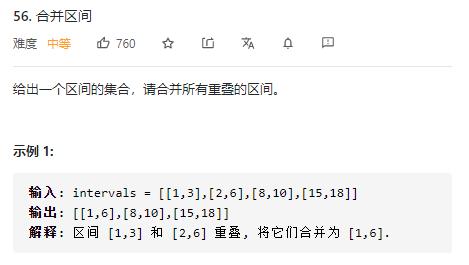 56. 合并区间
难度 中等 760
给出一个区间的集合，请合并所有重叠的区间。
示例 1:
输入: intervals = [[1,3],[2,6],[8,10],[15,18]]
输出: [[1,6],[8,10],[15,18]]
解释: 区间 [1,3] 和 [2,6] 重叠, 将它们合并为 [1,6].